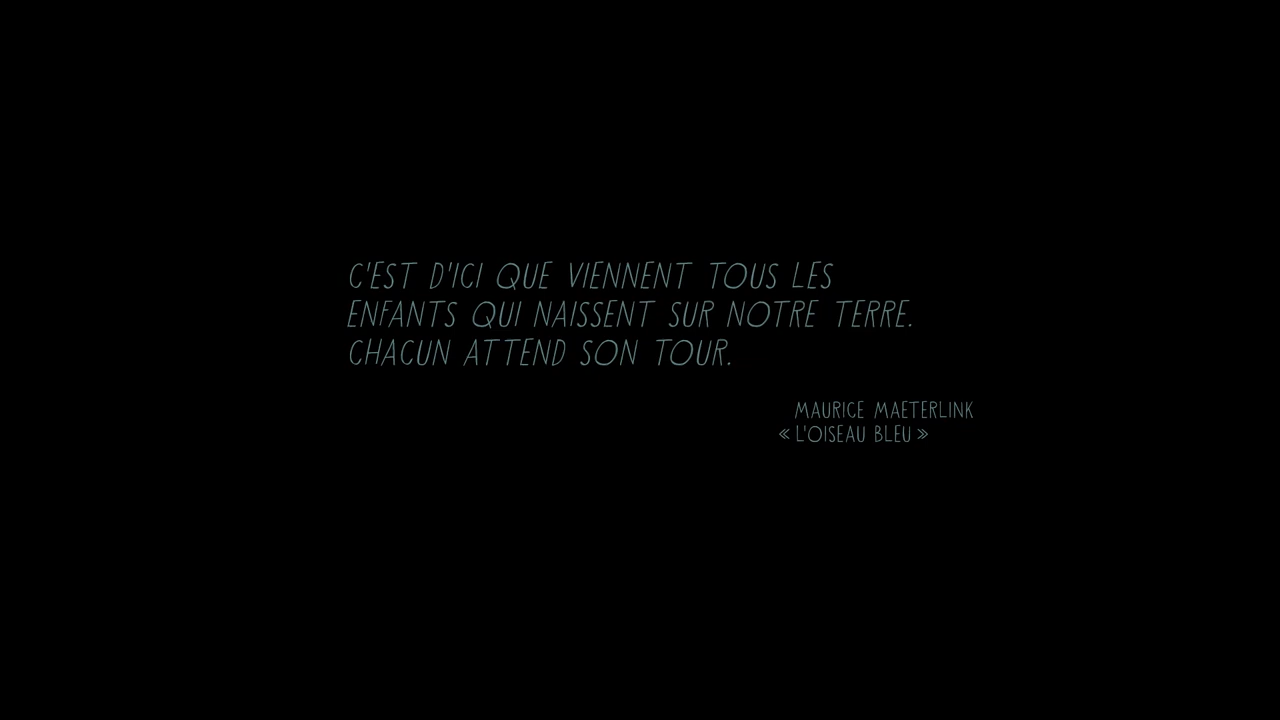 C'EST D'ICI QUE VIENNENT TOUS LES
ENFANTS QUI NAISSENT SUR NOTRE TERRE.
CHACUN ATTEND SON TOUR.
MAURICE MAETERLINK
« L'OISEAU BLEU »